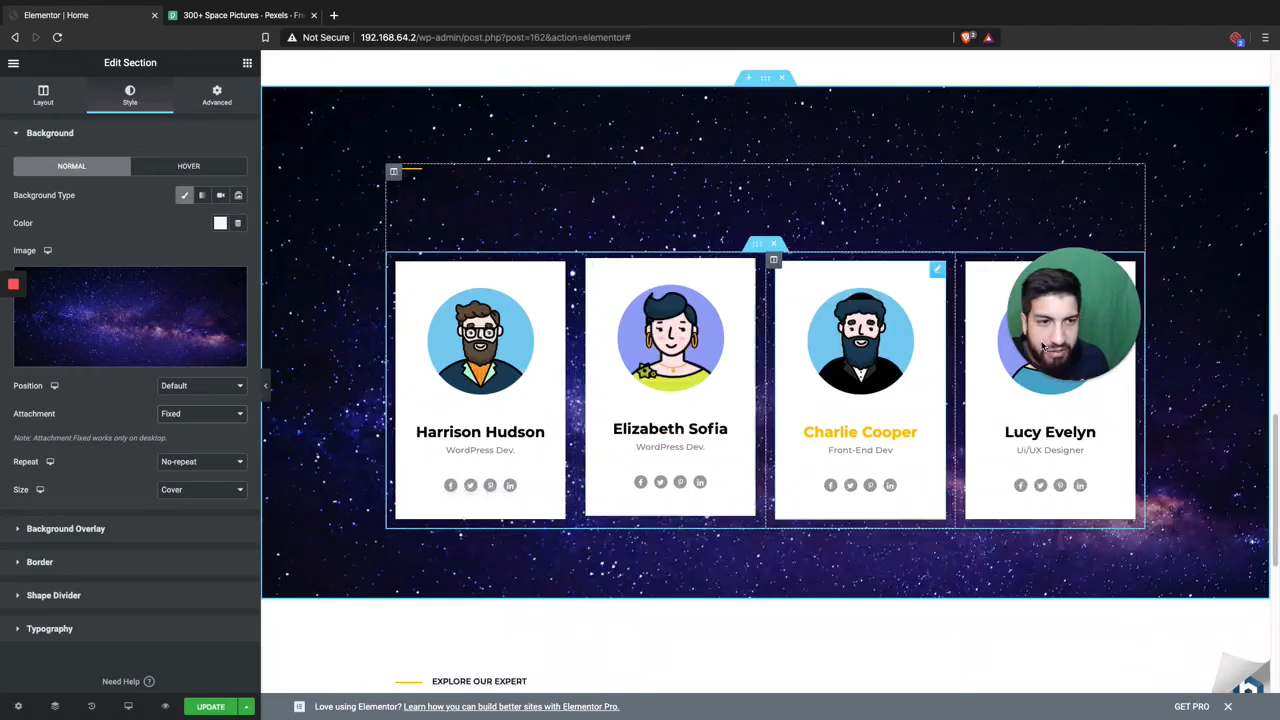 Elementor | Home
300+ Space Pictures · Pexels · Fre
Not Secure 192.168.64.2/wp-admin/post.php?post=162&action=elementor#
2
2
Edit Section
Layout
Style
Advanced
Background
NORMAL
HOVER
Background Type
Color
Image
Position
Default
Attachment
Fixed
Note: Attachment Fixed works only on desktop.
Repeat
No-repeat
Size
Cover
Background Overlay
Border
Shape Divider
Typography
Need Help
UPDATE
Harrison Hudson
WordPress Dev.
Elizabeth Sofia
WordPress Dev.
Charlie Cooper
Front-End Dev
Lucy Evelyn
Ui/UX Designer
EXPLORE OUR EXPERT
Love using Elementor? Learn how you can build better sites with Elementor Pro.
GET PRO